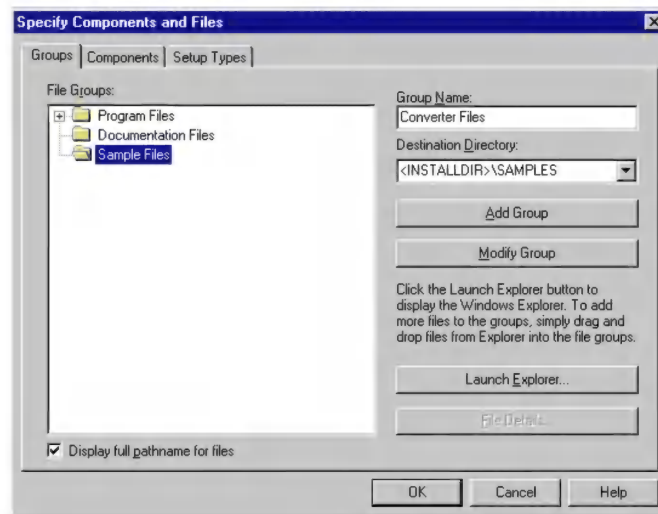 Specify Components and Files
Groups
Components
Setup Types
File Groups:
Program Files
Documentation Files
Sample Files
Display full pathname for files
Group Name:
Converter Files
Destination Directory:
<INSTALLDIR>\SAMPLES
Add Group
Modify Group
Click the Launch Explorer button to
display the Windows Explorer. To add
more files to the groups, simply drag and
drop files from Explorer into the file groups.
Launch Explorer...
File Details...
OK
Cancel
Help